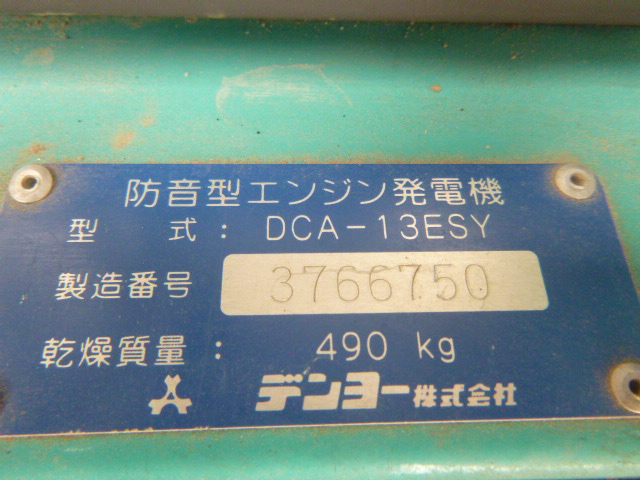 防音型エンジン発電機
型 式 : DCA-13ESY
製造番号 3766750
乾燥質量 : 490 kg
デンヨー株式会社